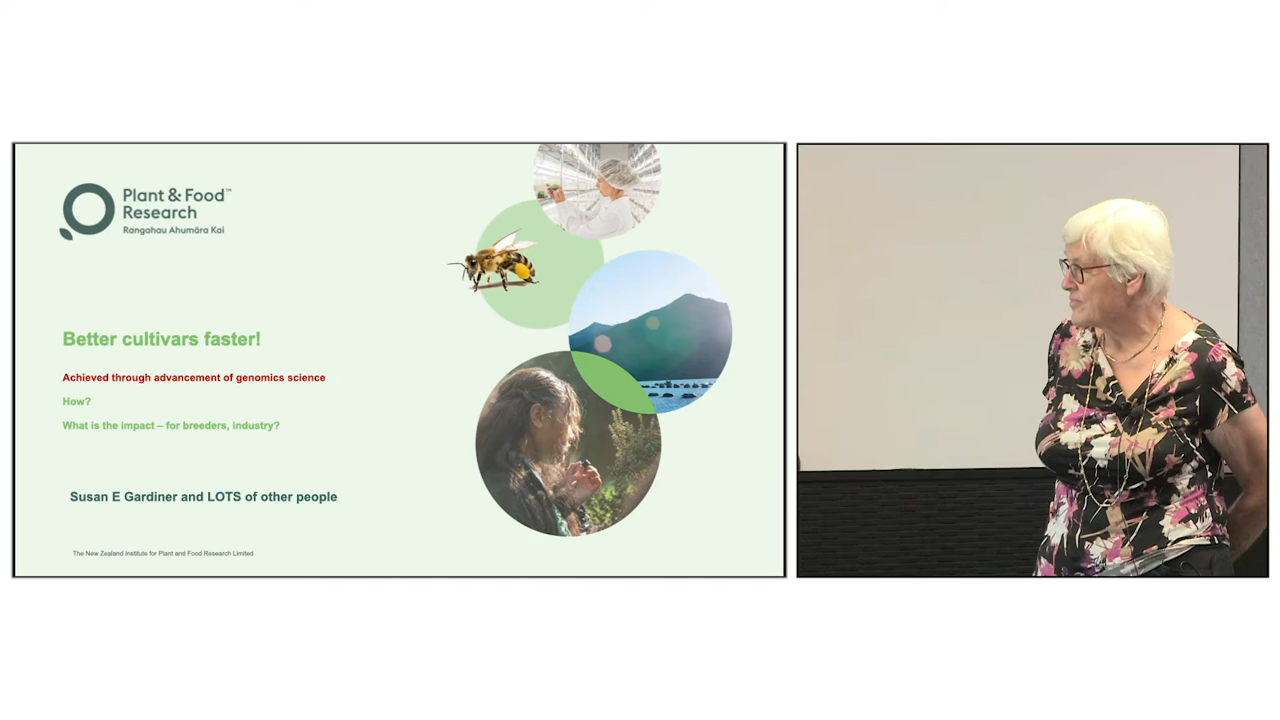 Plant & Food™
Research
Rangahau Ahumāra Kai
Better cultivars faster!
Achieved through advancement of genomics science
How?
What is the impact – for breeders, industry?
Susan E Gardiner and LOTS of other people
The New Zealand Institute for Plant and Food Research Limited